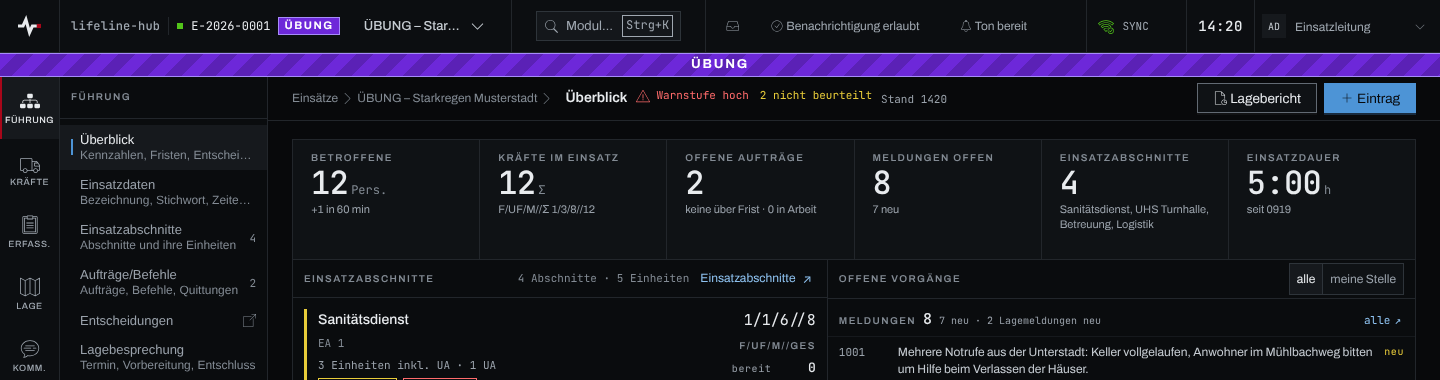 lifeline-hub E-2026-0001 ÜBUNG ÜBUNG – Star… Modul… Strg+K Benachrichtigung erlaubt Ton bereit SYNC 14:20 AD Einsatzleitung
ÜBUNG
FÜHRUNG
KRÄFTE
ERFASS.
LAGE
KOMM.
FÜHRUNG
Überblick
Kennzahlen, Fristen, Entschei…
Einsatzdaten
Bezeichnung, Stichwort, Zeite…
Einsatzabschnitte
Abschnitte und ihre Einheiten 4
Aufträge/Befehle
Aufträge, Befehle, Quittungen 2
Entscheidungen
Lagebesprechung
Termin, Vorbereitung, Entschluss
Einsätze ÜBUNG – Starkregen Musterstadt Überblick Warnstufe hoch 2 nicht beurteilt Stand 1420 Lagebericht + Eintrag
BETROFFENE
12 Pers.
+1 in 60 min
KRÄFTE IM EINSATZ
12 Σ
F/UF/M//Σ 1/3/8//12
OFFENE AUFTRÄGE
2
keine über Frist · 0 in Arbeit
MELDUNGEN OFFEN
8
7 neu
EINSATZABSCHNITTE
4
Sanitätsdienst, UHS Turnhalle,
Betreuung, Logistik
EINSATZDAUER
5:00 h
seit 0919
EINSATZABSCHNITTE 4 Abschnitte · 5 Einheiten Einsatzabschnitte ↗
Sanitätsdienst 1/1/6//8
EA 1 F/UF/M//GES
3 Einheiten inkl. UA · 1 UA bereit 0
OFFENE VORGÄNGE alle meine Stelle
MELDUNGEN 8 7 neu · 2 Lagemeldungen neu alle ↗
1001 Mehrere Notrufe aus der Unterstadt: Keller vollgelaufen, Anwohner im Mühlbachweg bitten neu
um Hilfe beim Verlassen der Häuser.